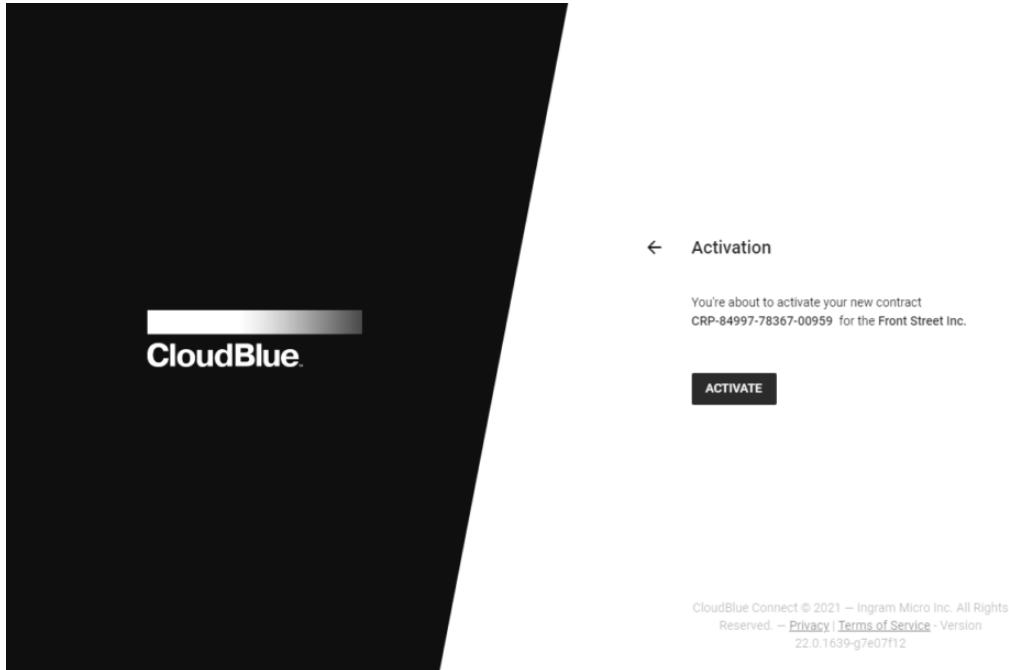 CloudBlue™
Activation
You're about to activate your new contract
CRP-84997-78367-00959 for the Front Street Inc.
ACTIVATE
CloudBlue Connect © 2021 — Ingram Micro Inc. All Rights
Reserved. — Privacy | Terms of Service - Version
22.0.1639-g7e07f12